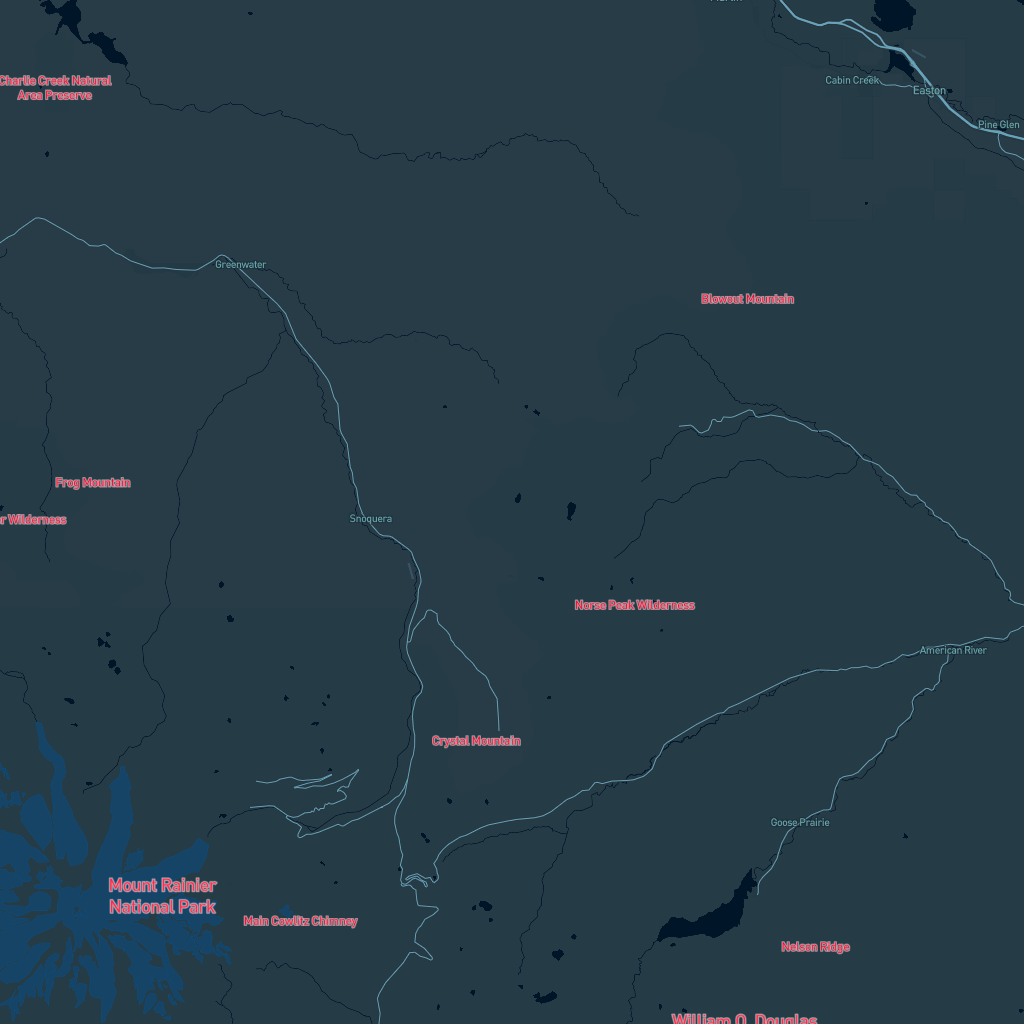 Charlie Creek Natural
Area Preserve
Cabin Creek
Easton
Pine Glen
Greenwater
Blowout Mountain
Frog Mountain
Snoquera
Wilderness
Norse Peak Wilderness
American River
Crystal Mountain
Goose Prairie
Mount Rainier
National Park
Main Cowlitz Chimney
Nelson Ridge
William O. Douglas